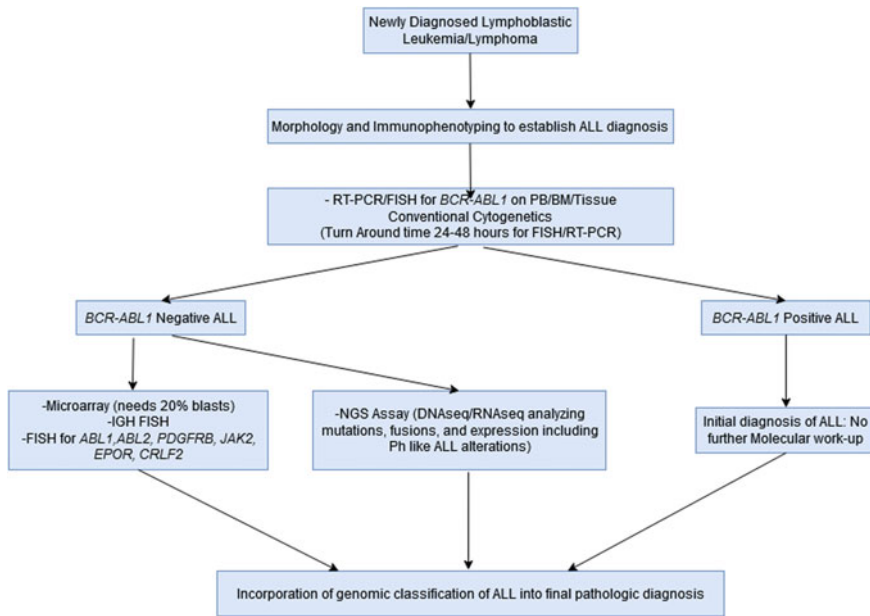 Newly Diagnosed Lymphoblastic
Leukemia/Lymphoma
Morphology and Immunophenotyping to establish ALL diagnosis
- RT-PCR/FISH for BCR-ABL1 on PB/BM/Tissue
Conventional Cytogenetics
(Turn Around time 24-48 hours for FISH/RT-PCR)
BCR-ABL1 Negative ALL
BCR-ABL1 Positive ALL
-Microarray (needs 20% blasts)
-IGH FISH
-FISH for ABL1,ABL2, PDGFRB, JAK2,
EPOR, CRLF2
-NGS Assay (DNAseq/RNAseq analyzing
mutations, fusions, and expression including
Ph like ALL alterations)
Initial diagnosis of ALL: No
further Molecular work-up
Incorporation of genomic classification of ALL into final pathologic diagnosis